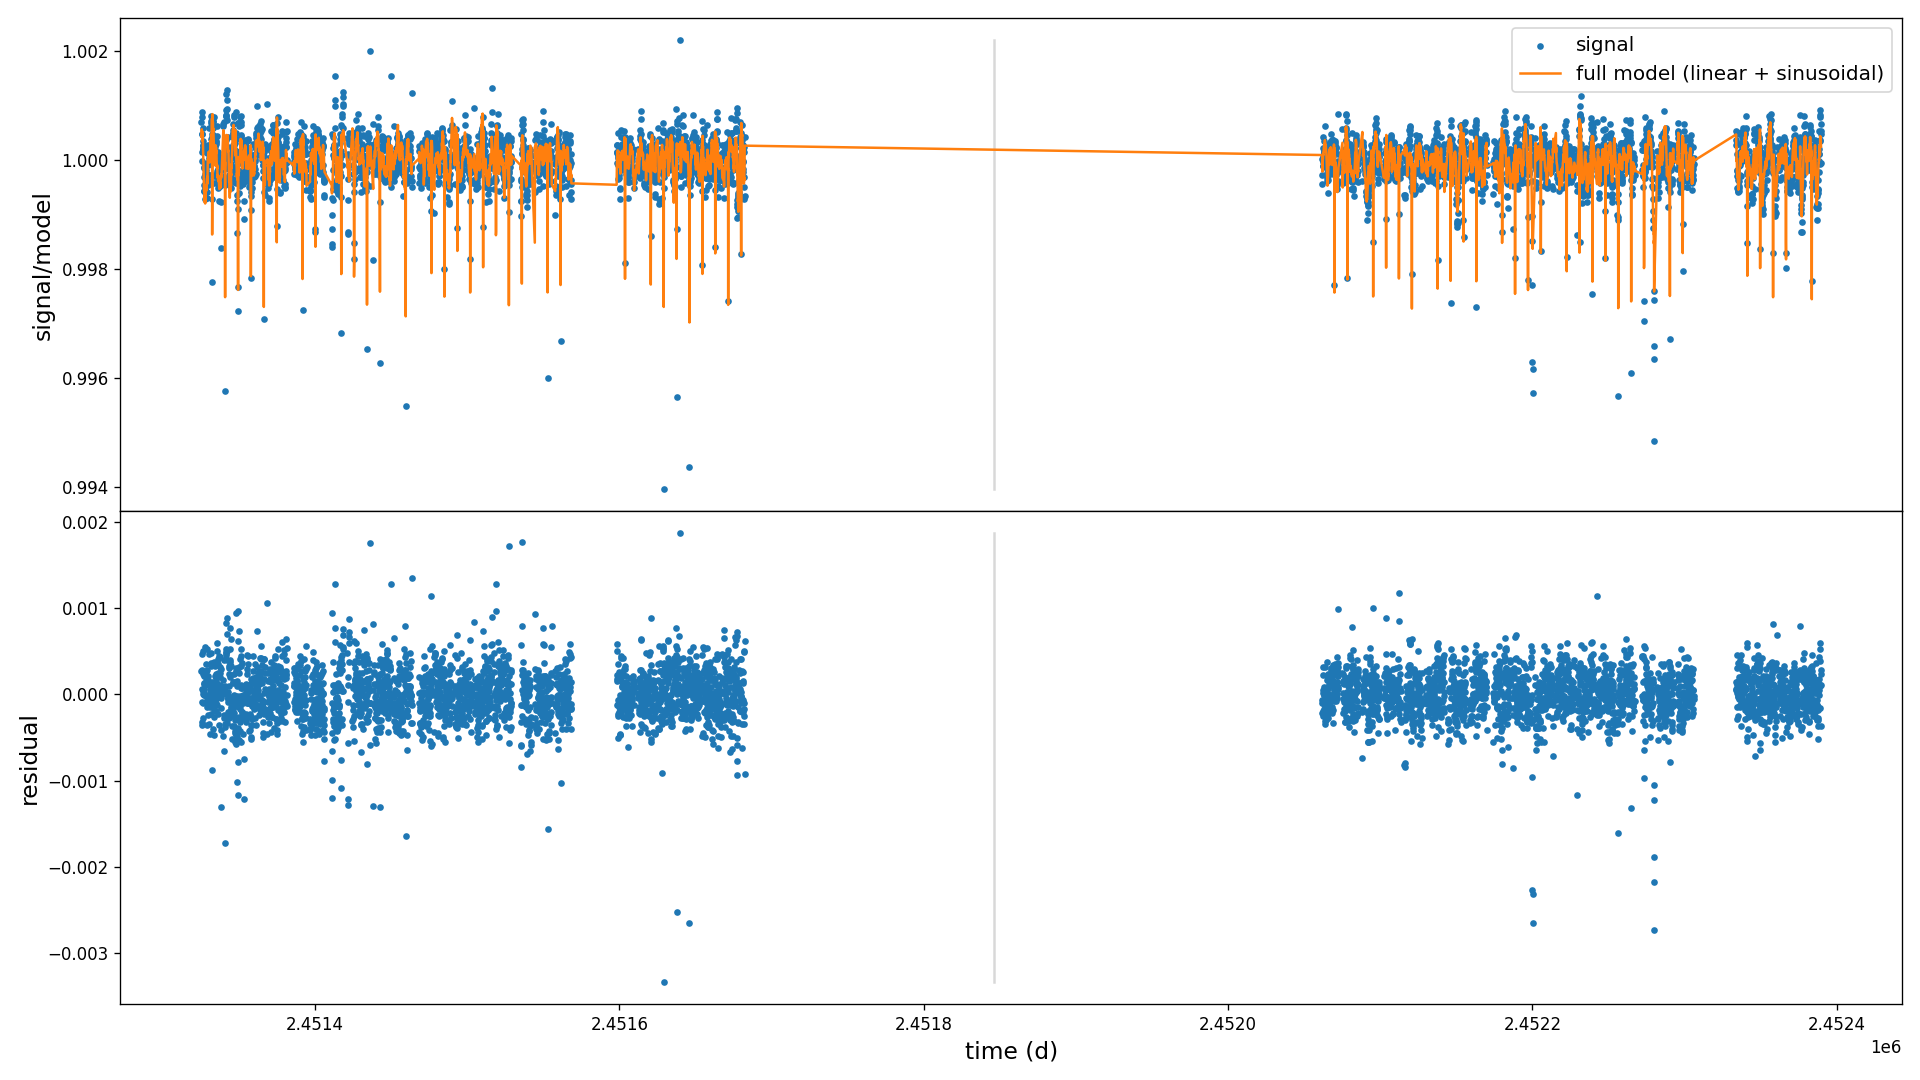 signal/model
1.002
1.000
0.998
0.996
0.994
signal
full model (linear + sinusoidal)
residual
0.002
0.001
0.000
−0.001
−0.002
−0.003
2.4514 2.4516 2.4518 2.4520 2.4522 2.4524
time (d)
1e6